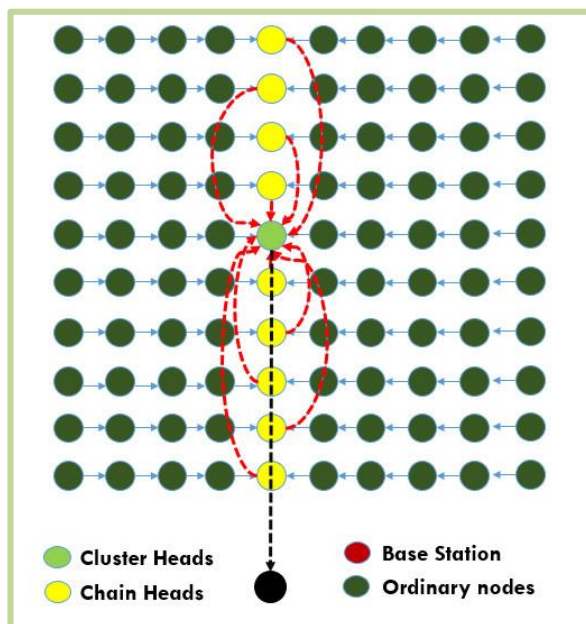 Cluster Heads
Base Station
Chain Heads
Ordinary nodes